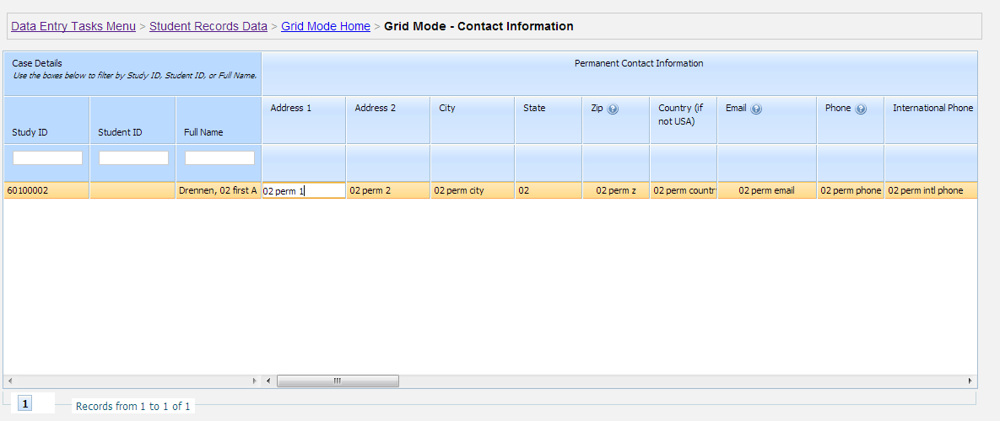 Data Entry Tasks Menu > Student Records Data > Grid Mode Home > Grid Mode - Contact Information
Case Details
Use the boxes below to filter by Study ID, Student ID, or Full Name.
Permanent Contact Information
Study ID Student ID Full Name Address 1 Address 2 City State Zip ? Country (if not USA) Email ? Phone ? International Phone
60100002 Drennen, 02 first A 02 perm 1 02 perm 2 02 perm city 02 02 perm z 02 perm countr 02 perm email 02 perm phone 02 perm intl phone
1 Records from 1 to 1 of 1